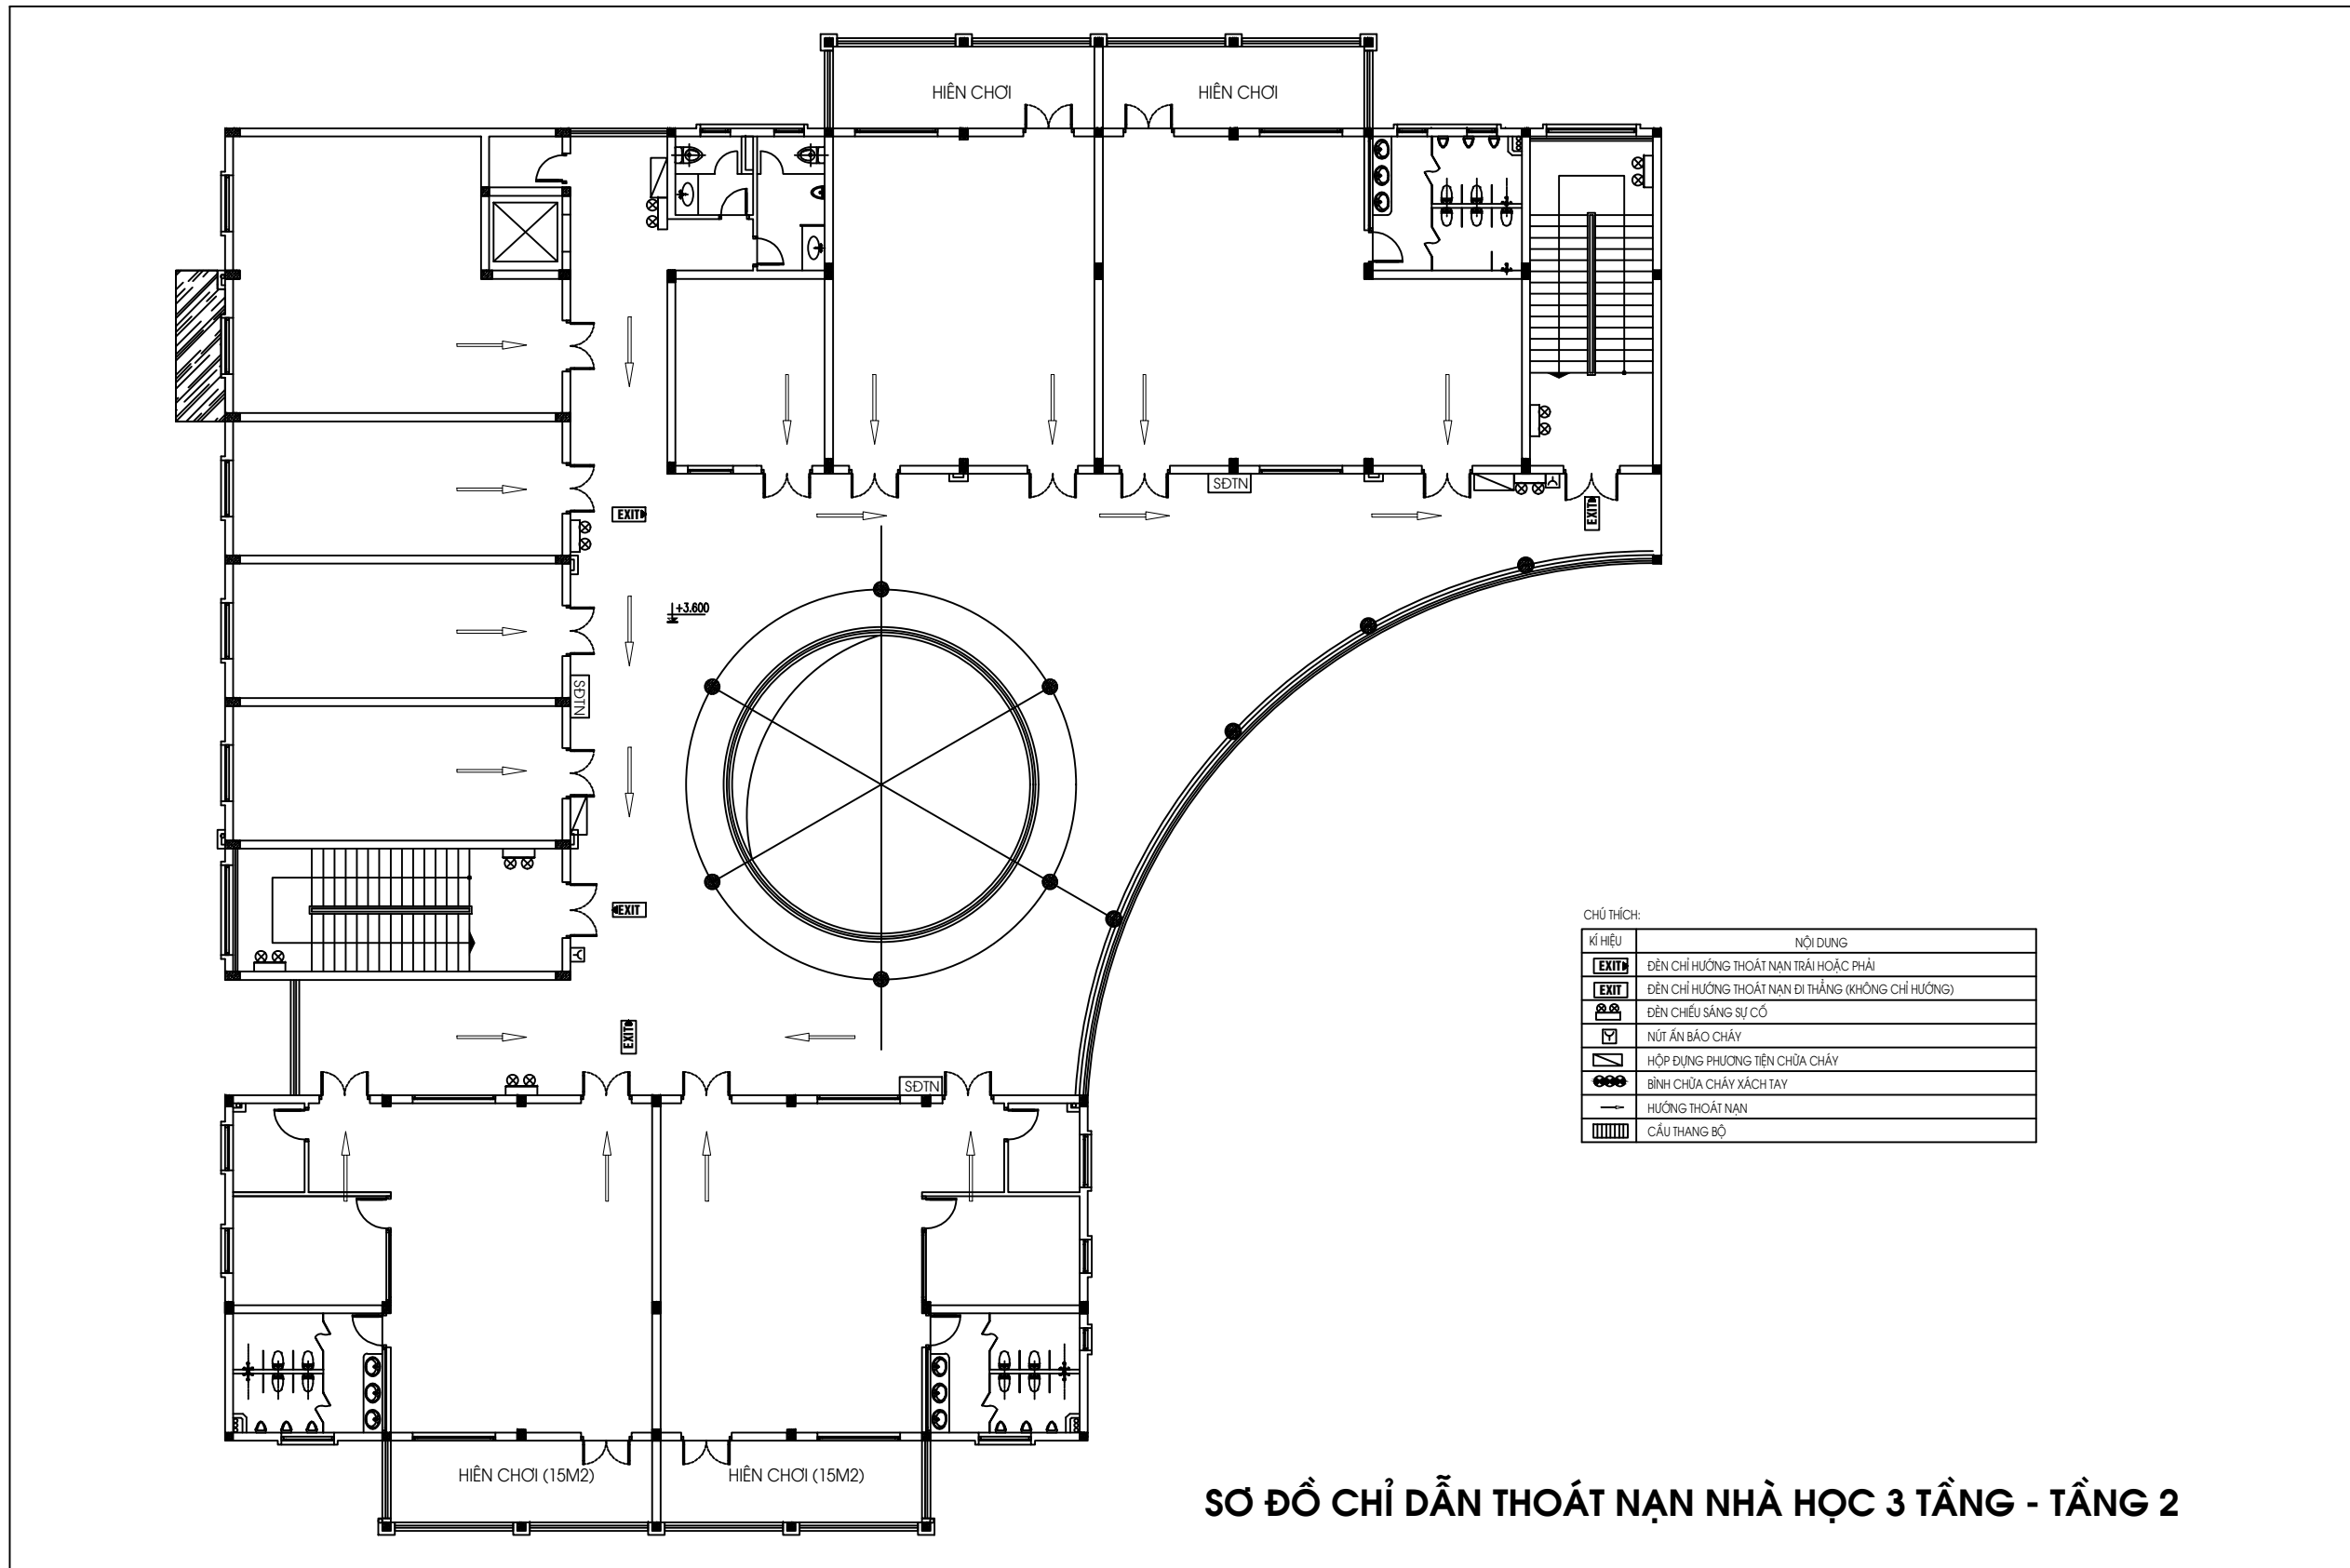 HIÊN CHƠI
HIÊN CHƠI
SĐTN
EXIT
EXIT
+3.600
SĐTN
EXIT
EXIT
SĐTN
CHÚ THÍCH:
KÍ HIỆU NỘI DUNG
EXIT ĐÈN CHỈ HƯỚNG THOÁT NẠN TRÁI HOẶC PHẢI
EXIT ĐÈN CHỈ HƯỚNG THOÁT NẠN ĐI THẲNG (KHÔNG CHỈ HƯỚNG)
ĐÈN CHIẾU SÁNG SỰ CỐ
NÚT ẤN BÁO CHÁY
HỘP ĐỰNG PHƯƠNG TIỆN CHỮA CHÁY
BÌNH CHỮA CHÁY XÁCH TAY
HƯỚNG THOÁT NẠN
CẦU THANG BỘ
HIÊN CHƠI (15M2)
HIÊN CHƠI (15M2)
SƠ ĐỒ CHỈ DẪN THOÁT NẠN NHÀ HỌC 3 TẦNG - TẦNG 2